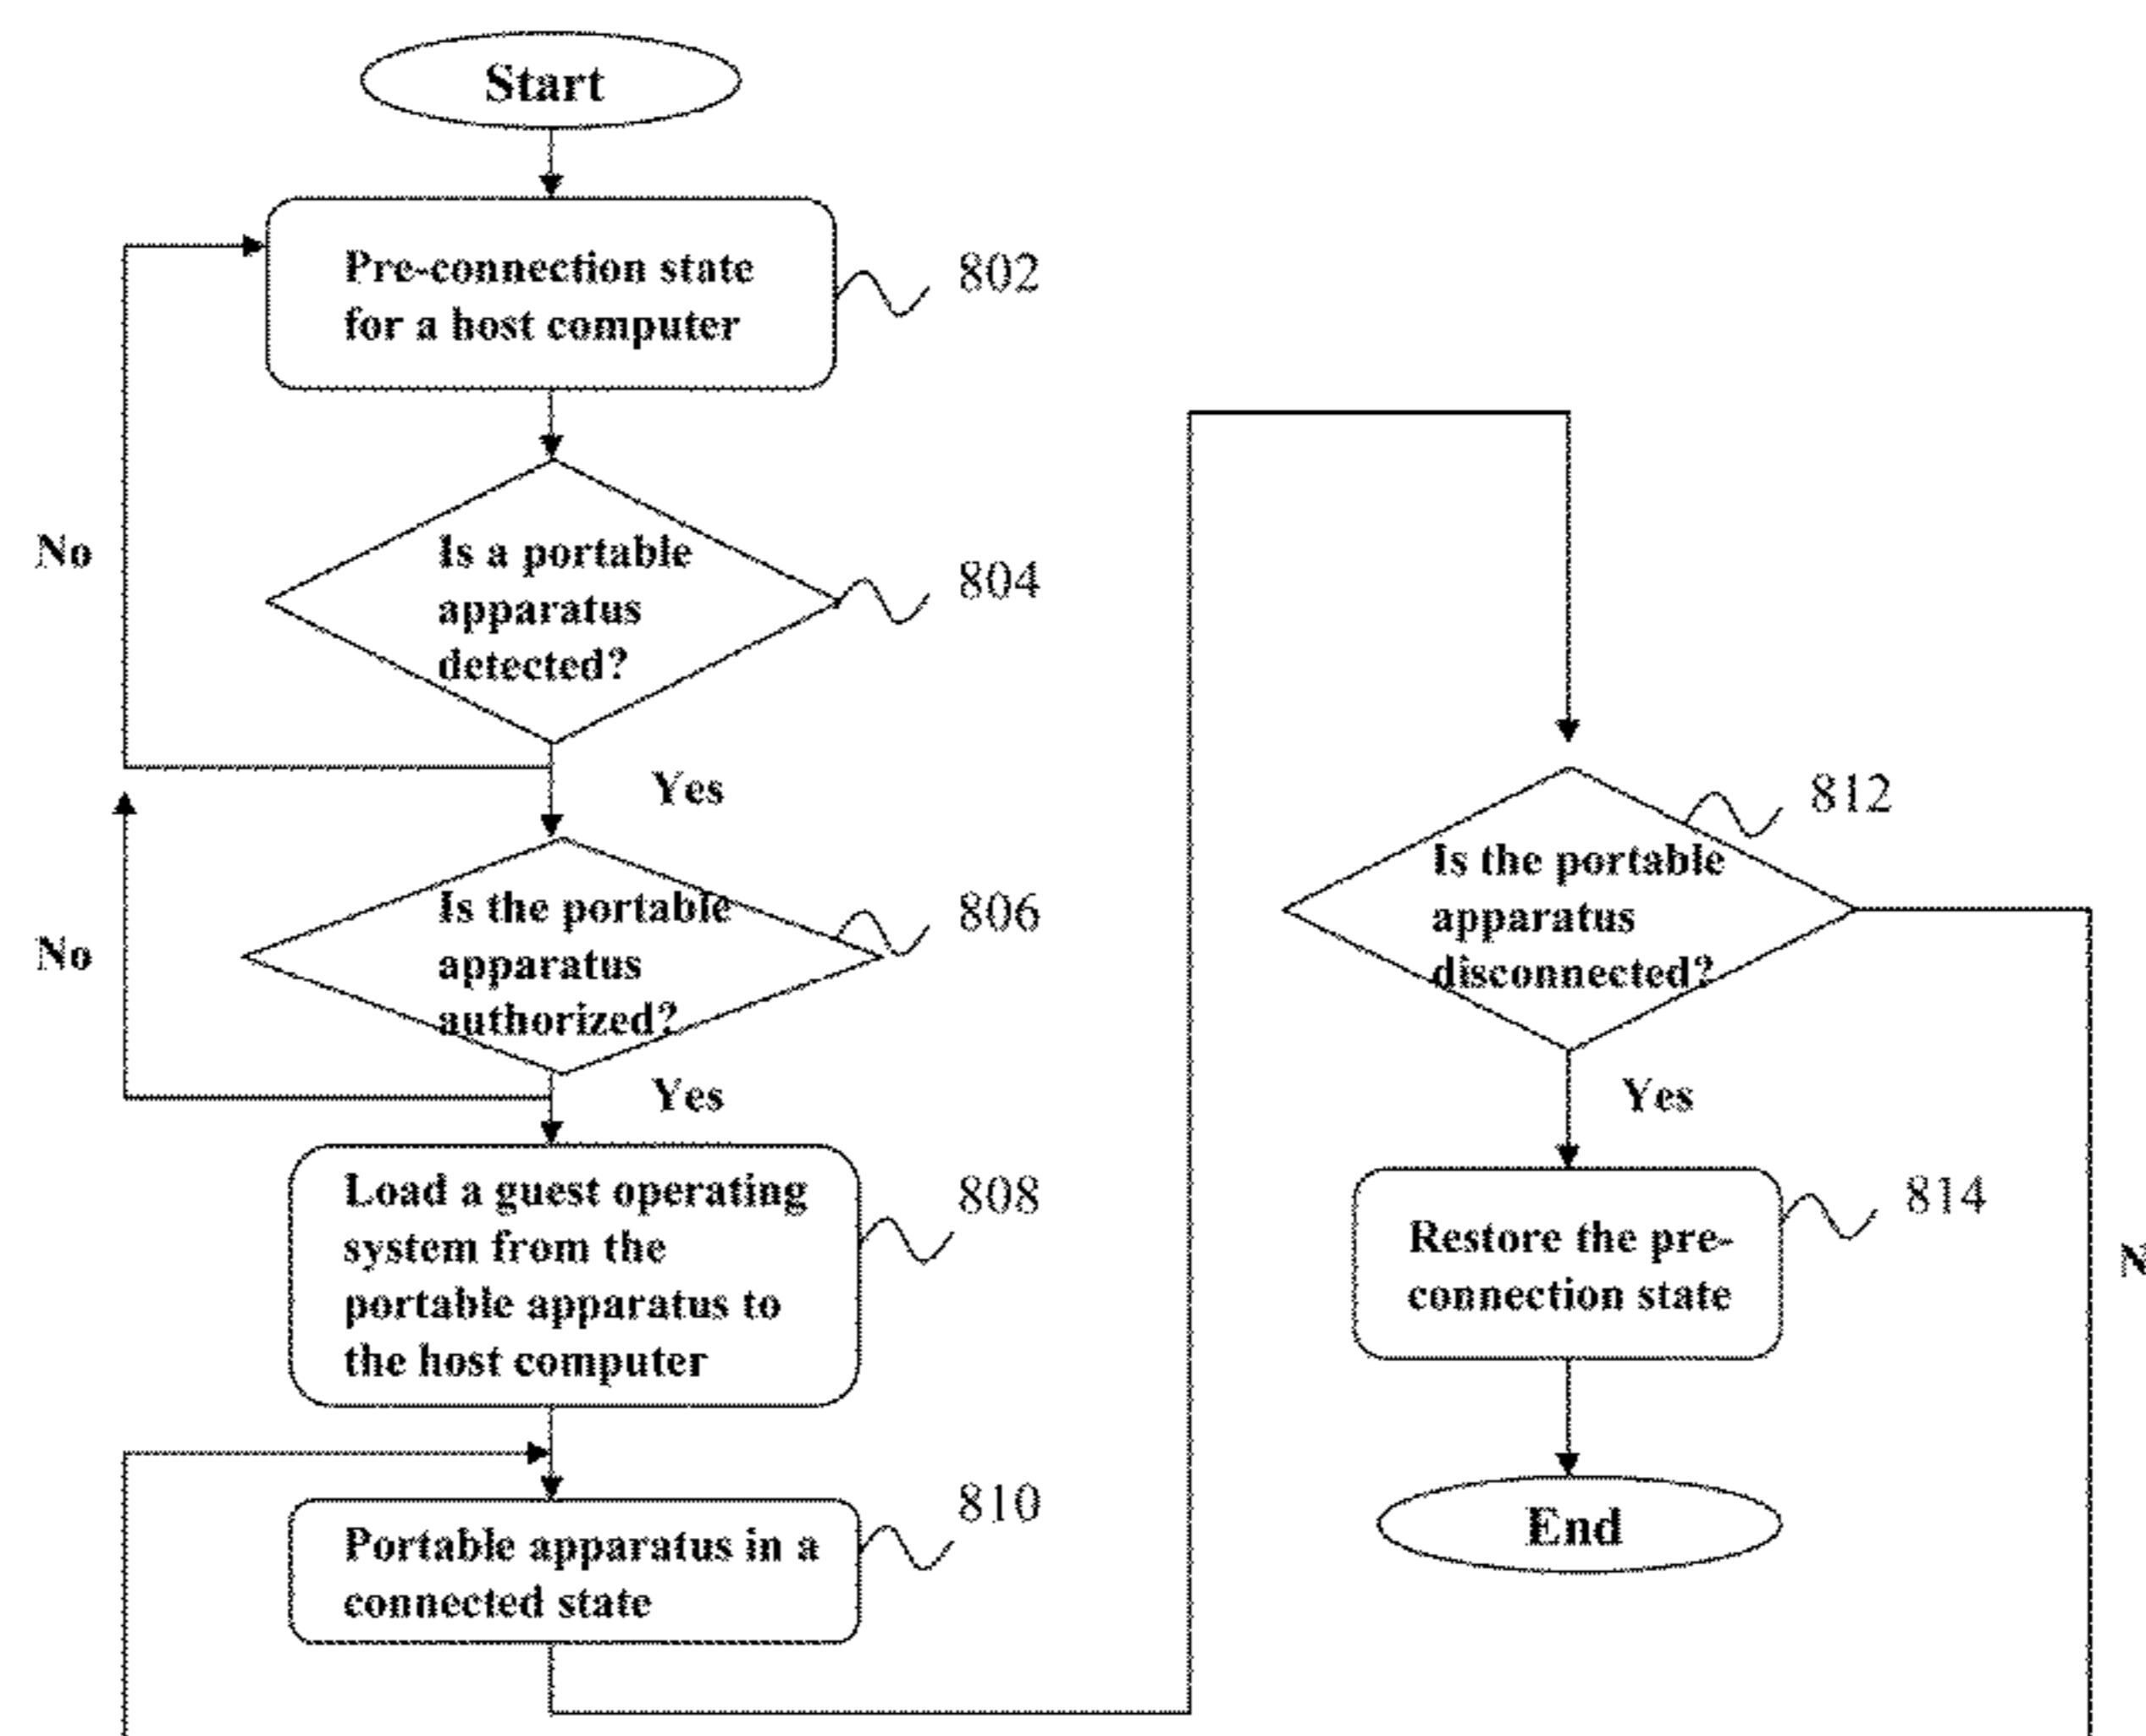 Start
Pre-connection state
for a host computer
802
No
Is a portable
apparatus
detected?
804
Yes
No
Is the portable
apparatus
authorized?
806
Yes
Load a guest operating
system from the
portable apparatus to
the host computer
808
Portable apparatus in a
connected state
810
Is the portable
apparatus
disconnected?
812
Yes
Restore the pre-
connection state
814
N
End